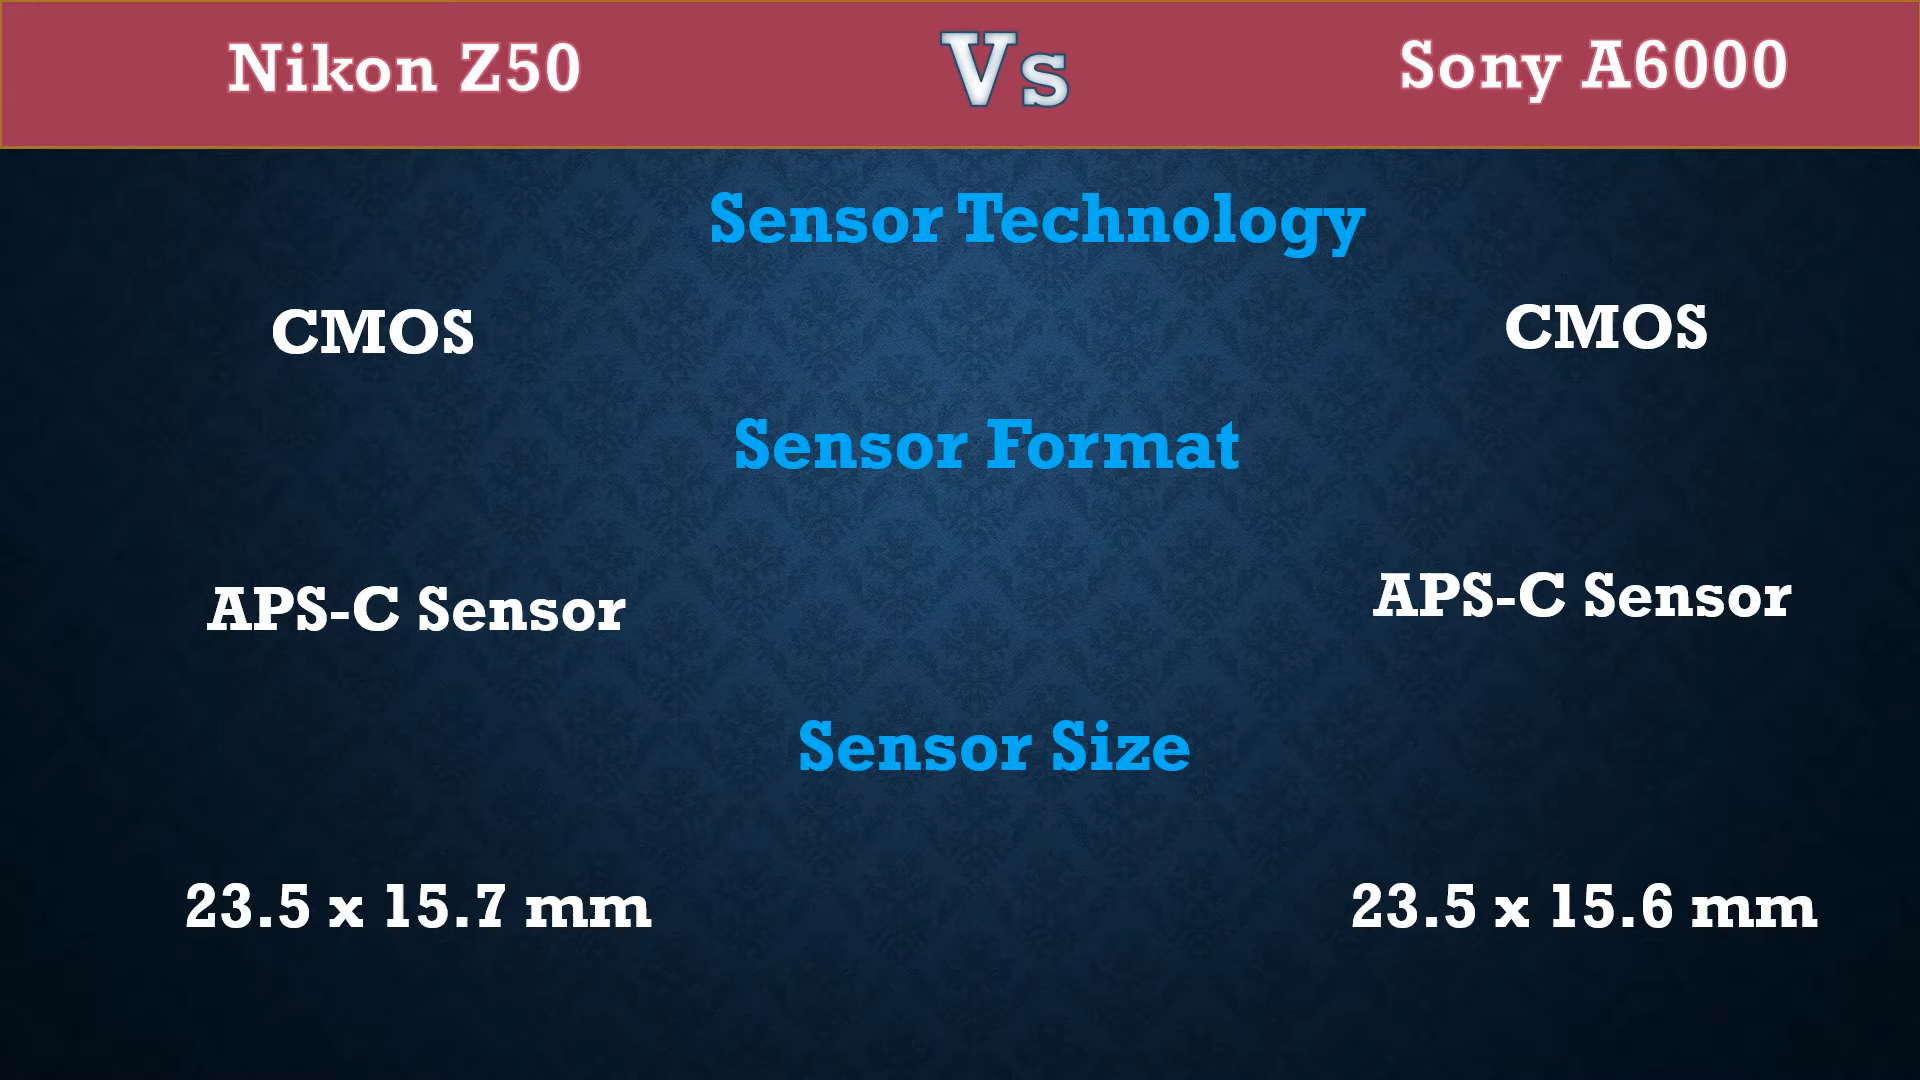 Nikon Z50 Vs Sony A6000
Sensor Technology
CMOS CMOS
Sensor Format
APS-C Sensor APS-C Sensor
Sensor Size
23.5 x 15.7 mm 23.5 x 15.6 mm